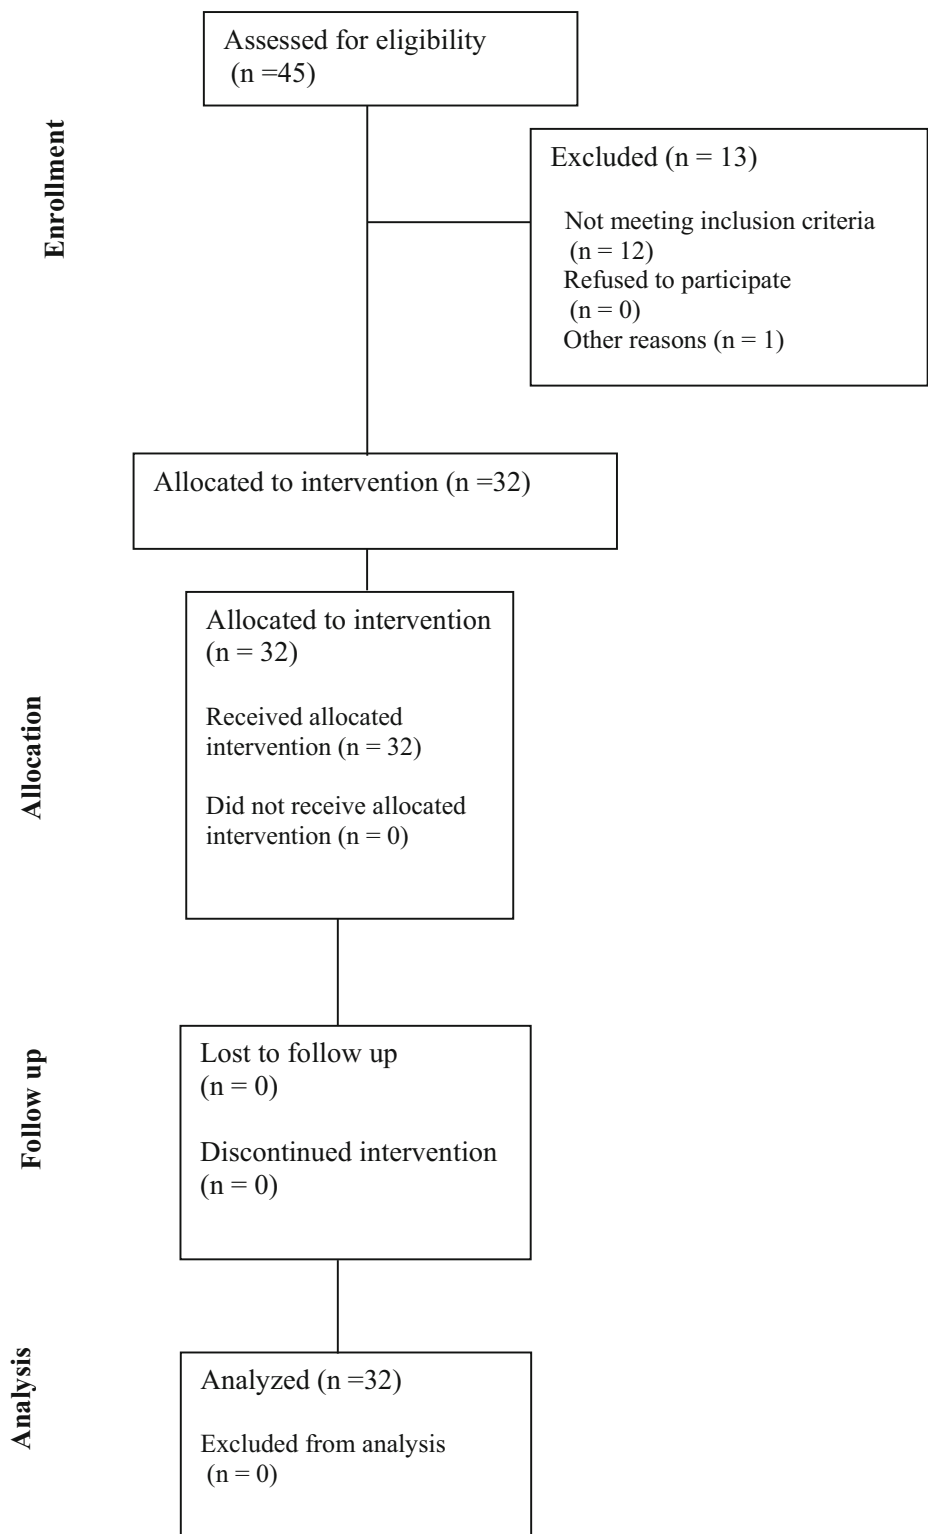 Assessed for eligibility
(n =45)
Enrollment
Excluded (n = 13)
Not meeting inclusion criteria
(n = 12)
Refused to participate
(n = 0)
Other reasons (n = 1)
Allocated to intervention (n =32)
Allocation
Allocated to intervention
(n = 32)
Received allocated
intervention (n = 32)
Did not receive allocated
intervention (n = 0)
Follow up
Lost to follow up
(n = 0)
Discontinued intervention
(n = 0)
Analysis
Analyzed (n =32)
Excluded from analysis
(n = 0)